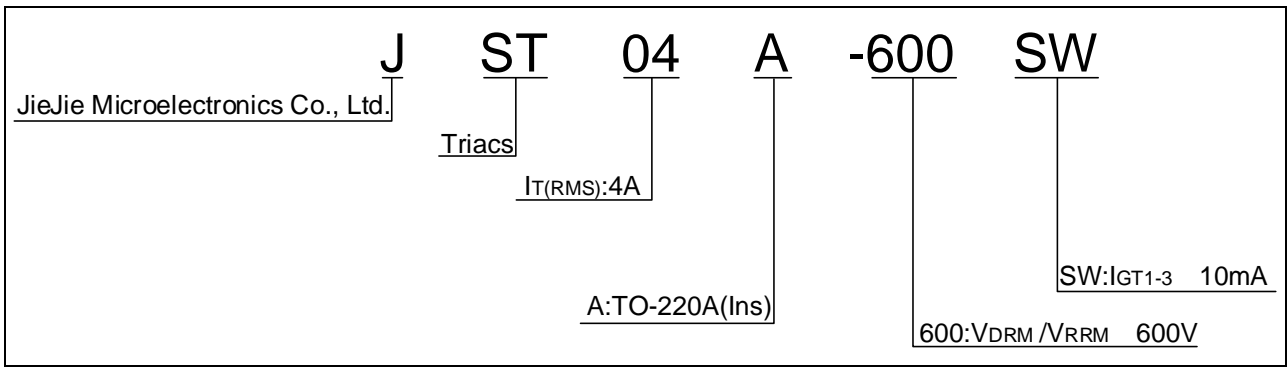 J ST 04 A -600 SW
JieJie Microelectronics Co., Ltd.
Triacs
IT(RMS):4A
SW:IGT1-3 10mA
A:TO-220A(Ins)
600:VDRM /VRRM 600V